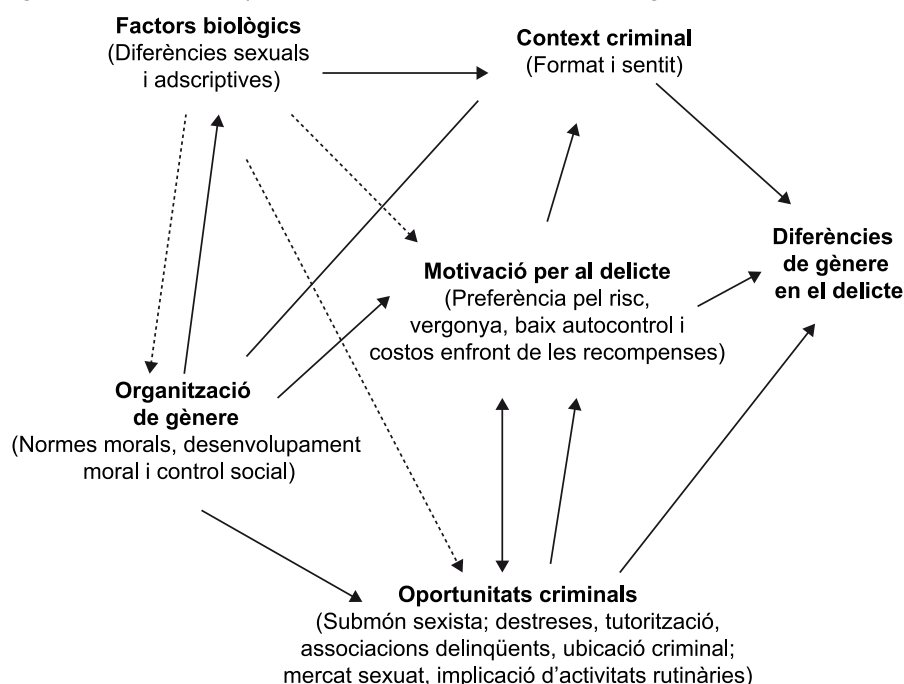 Factors biològics
(Diferències sexuals
i adscriptives)
Context criminal
(Format i sentit)
Diferències
de gènere
en el delicte
Motivació per al delicte
(Preferència pel risc,
vergonya, baix autocontrol i
costos enfront de les recompenses)
Organització
de gènere
(Normes morals, desenvolupament
moral i control social)
Oportunitats criminals
(Submón sexista; destreses, tutorització,
associacions delinqüents, ubicació criminal;
mercat sexuat, implicació d'activitats rutinàries)